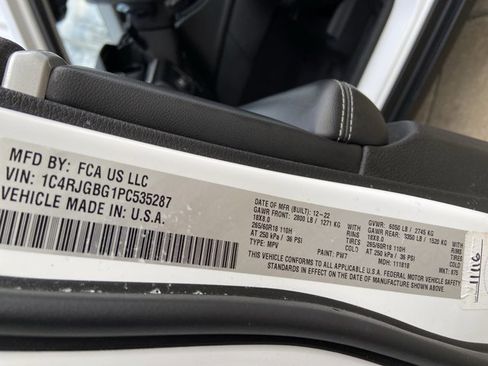 MFD BY: FCA US LLC
VIN: 1C4RJGBG1PC535287
VEHICLE MADE IN U.S.A.
DATE OF MFR (BUILT): 12-22 GVWR: 6050 LB / 2745 KG
GAWR FRONT: 2800 LB / 1271 KG GAWR REAR: 3350 LB / 1520 KG
18X8.0 RIMS 18X8.0 RIMS
265/60R18 110H TIRES 265/60R18 110H TIRES
AT 250 kPa / 36 PSI COLD AT 250 kPa / 36 PSI COLD
TYPE: MPV PAINT: PW7 MDH: 111818 MKT: 875
THIS VEHICLE CONFORMS TO ALL APPLICABLE U.S.A. FEDERAL MOTOR VEHICLE SAFETY
STANDARDS IN EFFECT ON THE DATE OF MANUFACTURE SHOWN ABOVE.
11/16